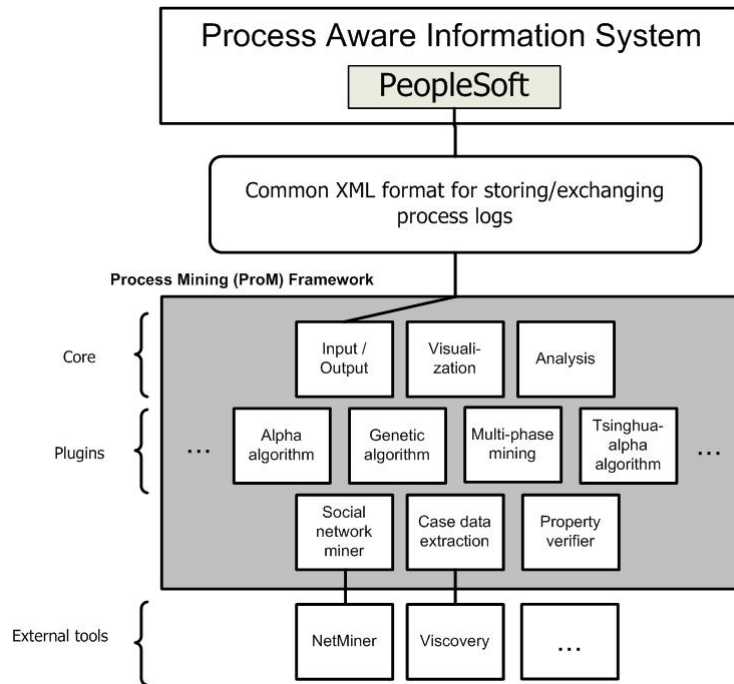 Process Aware Information System
PeopleSoft
Common XML format for storing/exchanging
process logs
Process Mining (ProM) Framework
Core
Input /
Output
Visuali-
zation
Analysis
Plugins
...
Alpha
algorithm
Genetic
algorithm
Multi-phase
mining
Tsinghua-
alpha
algorithm
...
Social
network
miner
Case data
extraction
Property
verifier
External tools
NetMiner
Viscovery
...